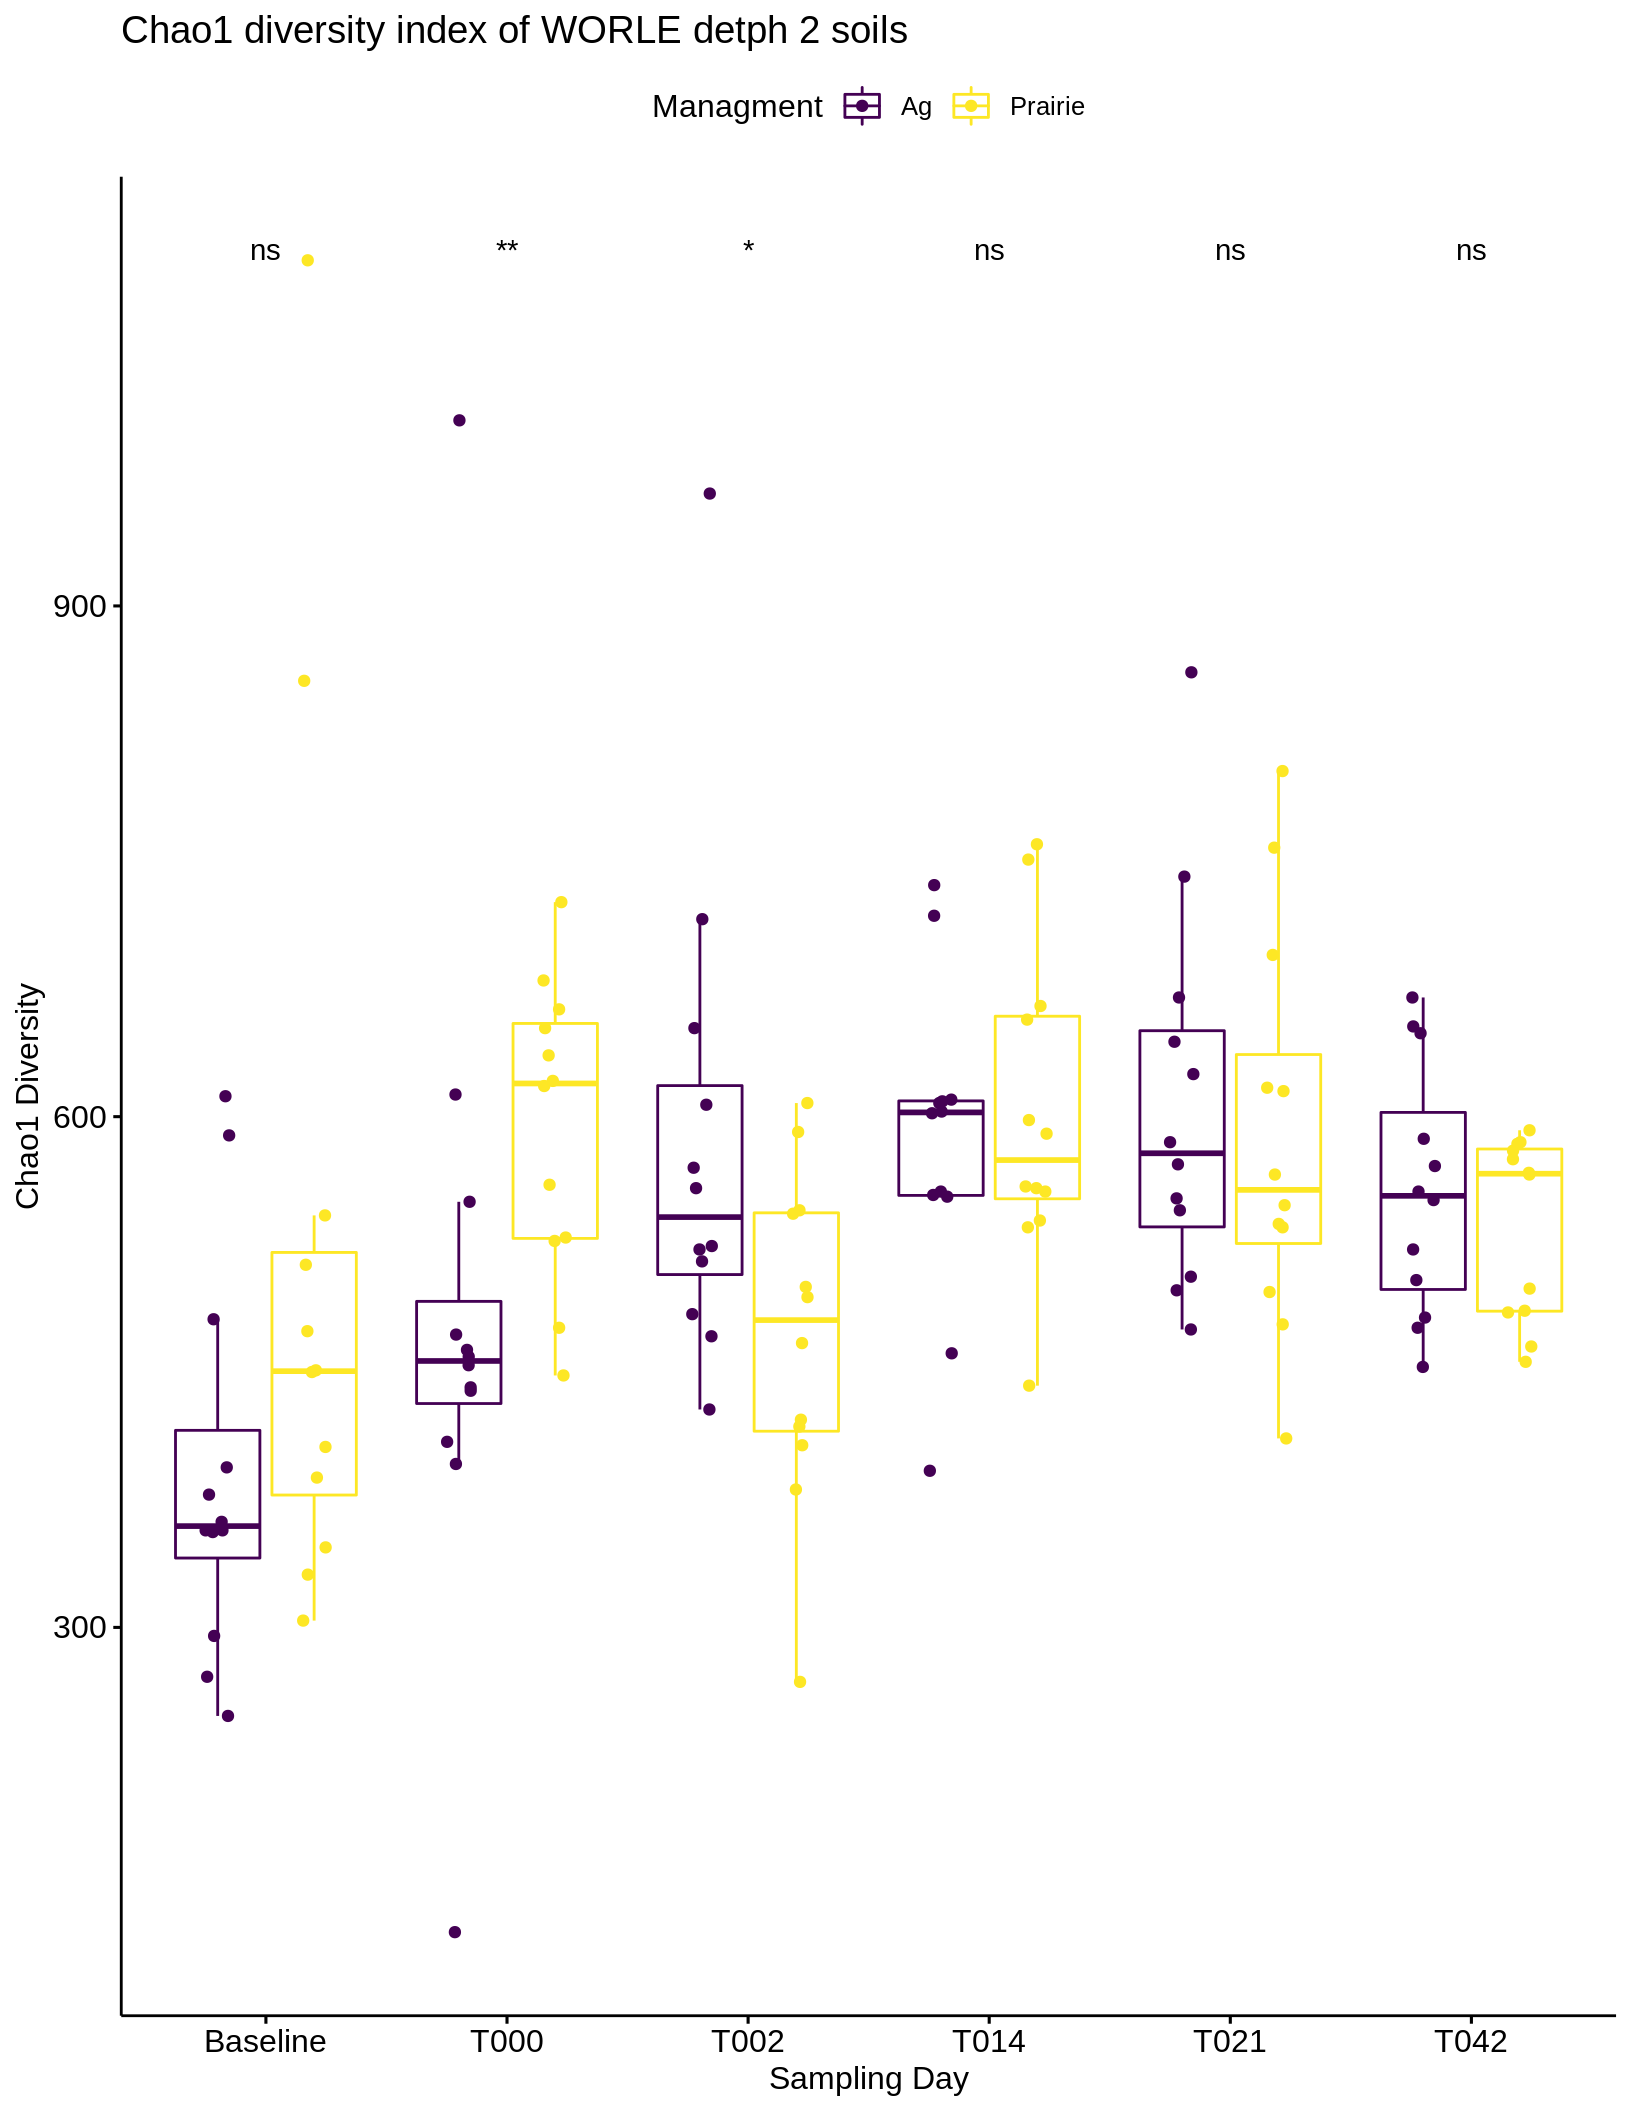 Chao1 diversity index of WORLE detph 2 soils
Managment Ag Prairie
ns ** * ns ns ns
900
600
300
Chao1 Diversity
Baseline T000 T002 T014 T021 T042
Sampling Day